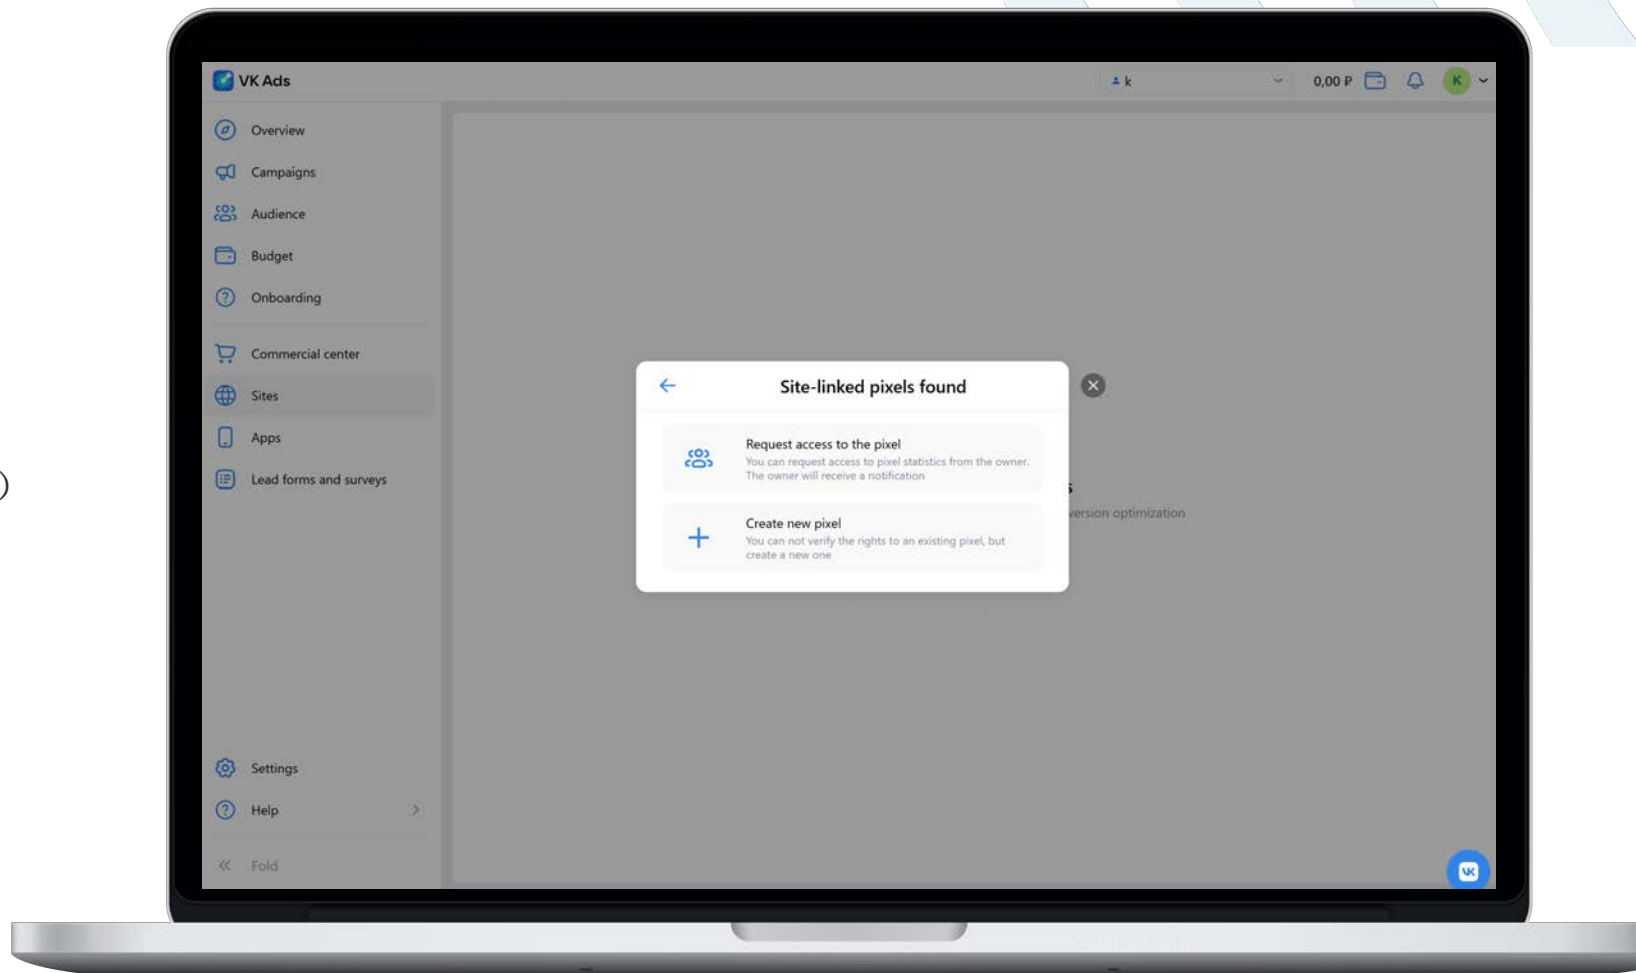 VK Ads
k
0,00 ₽
K
Overview
Campaigns
Audience
Budget
Onboarding
Commercial center
Sites
Apps
Lead forms and surveys
Site-linked pixels found
Request access to the pixel
You can request access to pixel statistics from the owner.
The owner will receive a notification
Create new pixel
You can not verify the rights to an existing pixel, but
create a new one
optimization
Settings
Help
Fold
VK